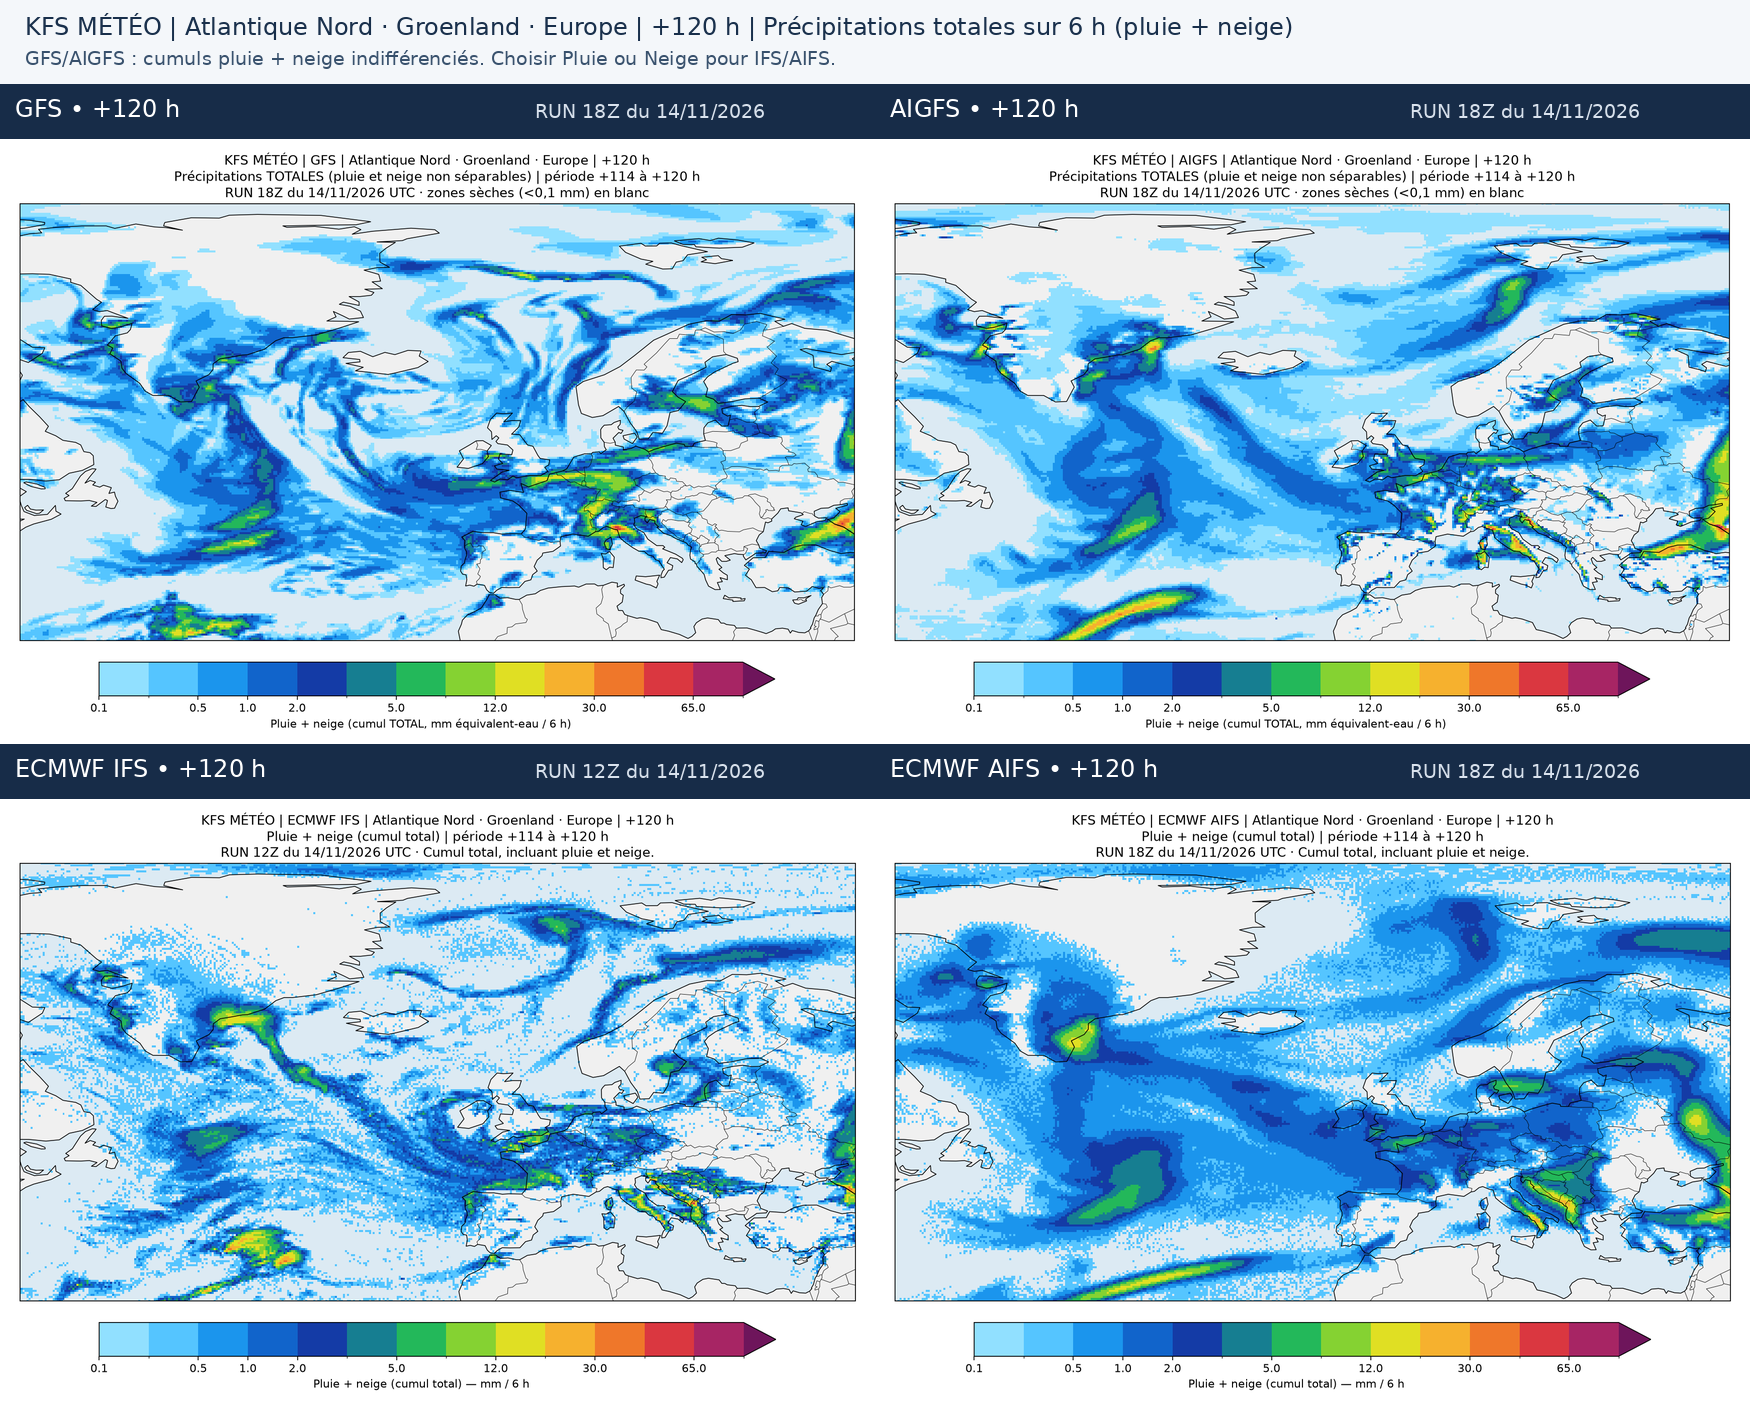 KFS MÉTÉO | Atlantique Nord · Groenland · Europe | +120 h | Précipitations totales sur 6 h (pluie + neige)
GFS/AIGFS : cumuls pluie + neige indifférenciés. Choisir Pluie ou Neige pour IFS/AIFS.
GFS • +120 h
RUN 18Z du 14/11/2026
AIGFS • +120 h
RUN 18Z du 14/11/2026
KFS MÉTÉO | GFS | Atlantique Nord · Groenland · Europe | +120 h
Précipitations TOTALES (pluie et neige non séparables) | période +114 à +120 h
RUN 18Z du 14/11/2026 UTC · zones sèches (<0,1 mm) en blanc
KFS MÉTÉO | AIGFS | Atlantique Nord · Groenland · Europe | +120 h
Précipitations TOTALES (pluie et neige non séparables) | période +114 à +120 h
RUN 18Z du 14/11/2026 UTC · zones sèches (<0,1 mm) en blanc
0.1 0.5 1.0 2.0 5.0 12.0 30.0 65.0
Pluie + neige (cumul TOTAL, mm équivalent-eau / 6 h)
0.1 0.5 1.0 2.0 5.0 12.0 30.0 65.0
Pluie + neige (cumul TOTAL, mm équivalent-eau / 6 h)
ECMWF IFS • +120 h
RUN 12Z du 14/11/2026
ECMWF AIFS • +120 h
RUN 18Z du 14/11/2026
KFS MÉTÉO | ECMWF IFS | Atlantique Nord · Groenland · Europe | +120 h
Pluie + neige (cumul total) | période +114 à +120 h
RUN 12Z du 14/11/2026 UTC · Cumul total, incluant pluie et neige.
KFS MÉTÉO | ECMWF AIFS | Atlantique Nord · Groenland · Europe | +120 h
Pluie + neige (cumul total) | période +114 à +120 h
RUN 18Z du 14/11/2026 UTC · Cumul total, incluant pluie et neige.
0.1 0.5 1.0 2.0 5.0 12.0 30.0 65.0
Pluie + neige (cumul total) — mm / 6 h
0.1 0.5 1.0 2.0 5.0 12.0 30.0 65.0
Pluie + neige (cumul total) — mm / 6 h